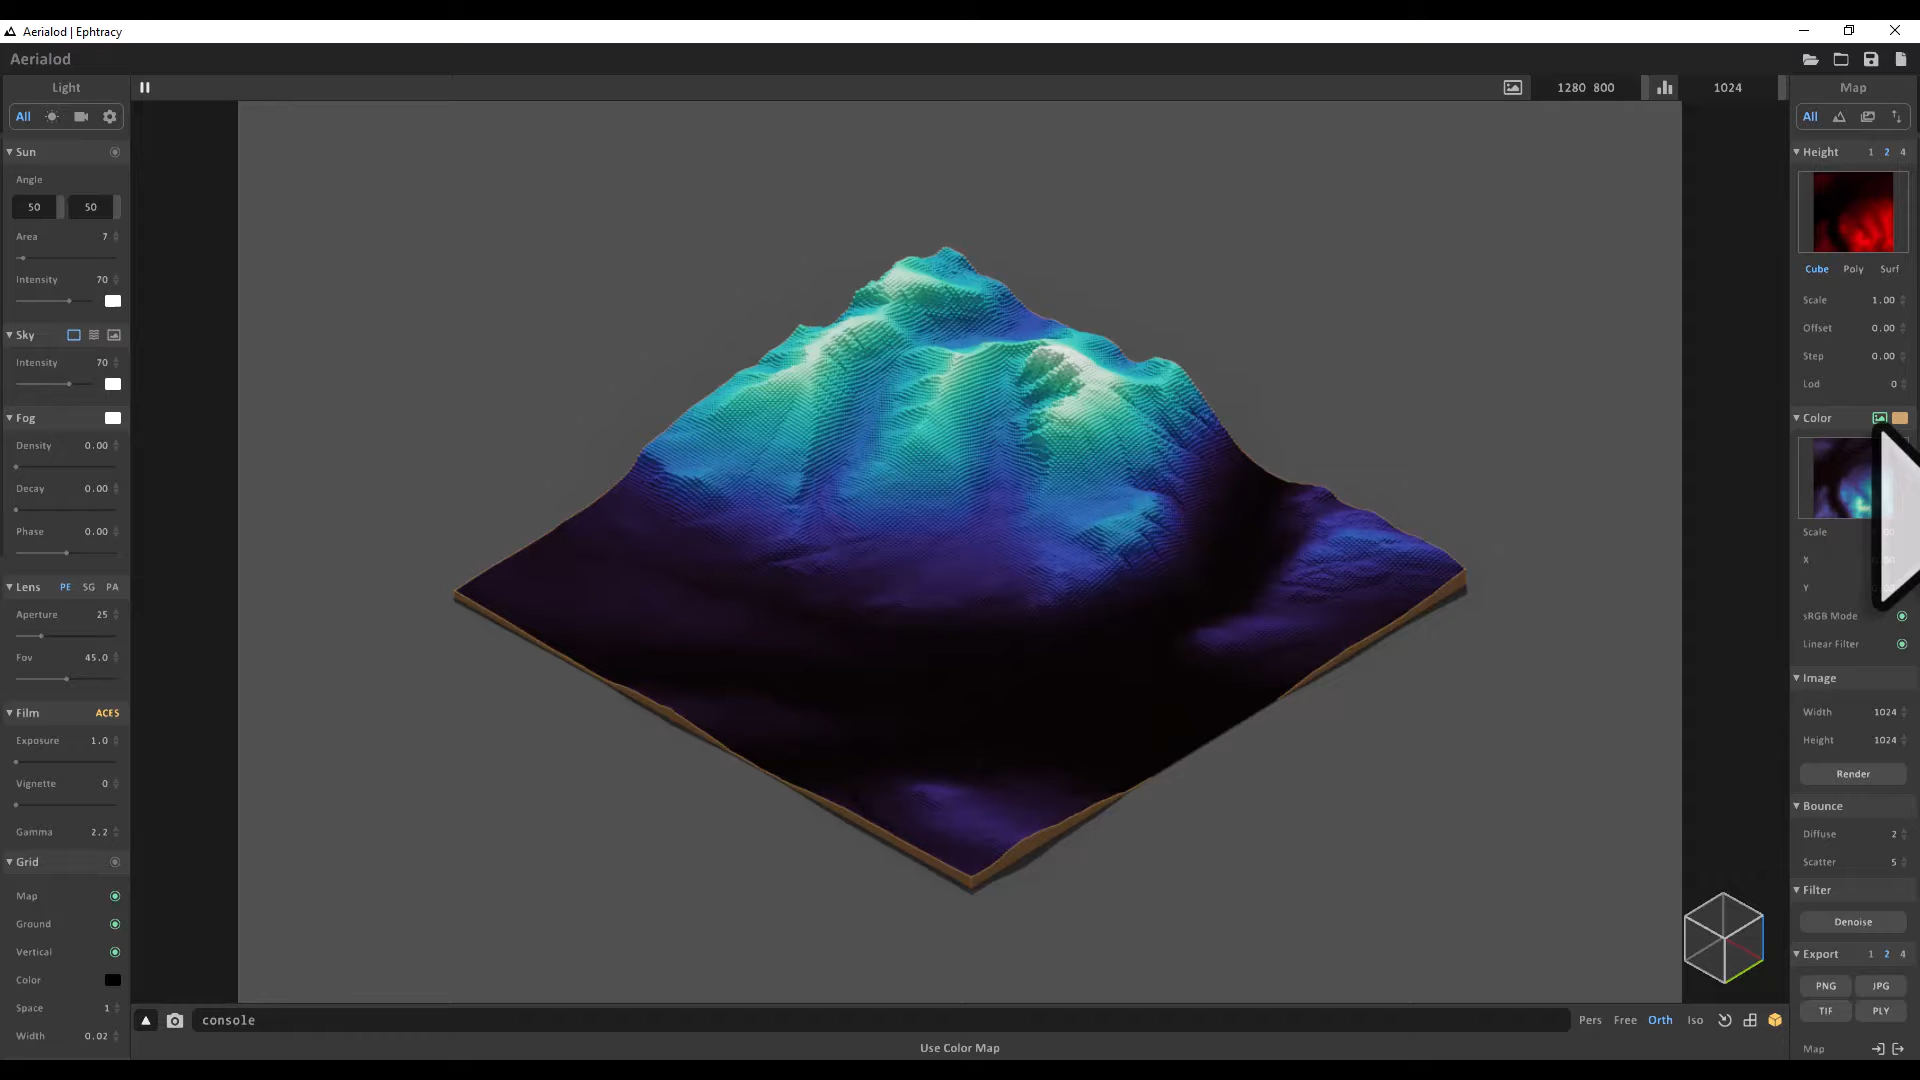 Aerialod | Ephtracy
Aerialod
Light
1280 800
1024
Map
All
All
Sun
Angle
50 50
Area 7
Intensity 70
Sky
Intensity 70
Fog
Density 0.00
Decay 0.00
Phase 0.00
Lens PE SG PA
Aperture 25
Fov 45.0
Film ACES
Exposure 1.0
Vignette 0
Gamma 2.2
Grid
Map
Ground
Vertical
Color
Space 1
Width 0.02
Height 1 2 4
Cube Poly Surf
Scale 1.00
Offset 0.00
Step 0.00
Lod 0
Color
Scale
X
Y
sRGB Mode
Linear Filter
Image
Width 1024
Height 1024
Render
Bounce
Diffuse 2
Scatter 5
Filter
Denoise
Export 1 2 4
PNG JPG
TIF PLY
Map
console
Pers Free Orth Iso
Use Color Map